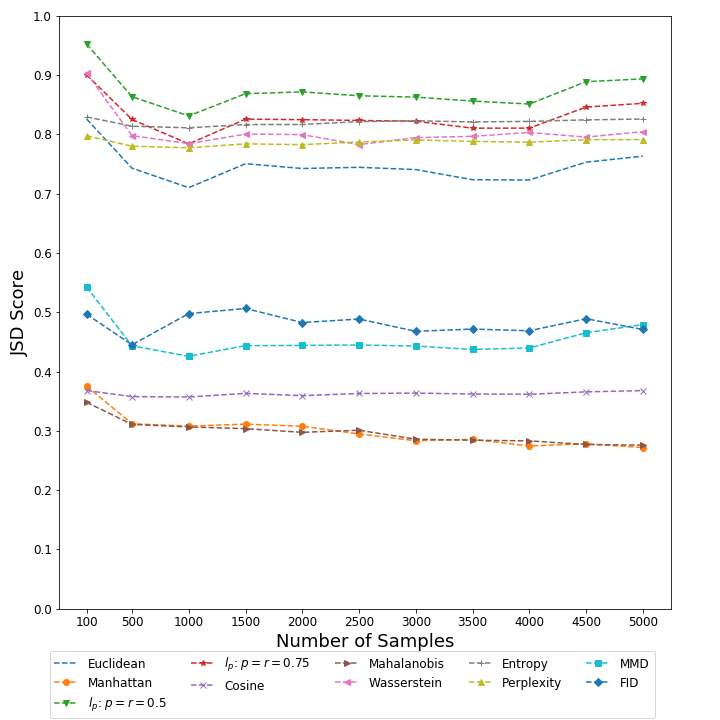 1.0
0.9
0.8
0.7
0.6
0.5
0.4
0.3
0.2
0.1
0.0
JSD Score
100 500 1000 1500 2000 2500 3000 3500 4000 4500 5000
Number of Samples
Euclidean
Manhattan
l_p: p = r = 0.5
l_p: p = r = 0.75
Cosine
Mahalanobis
Wasserstein
Entropy
Perplexity
MMD
FID